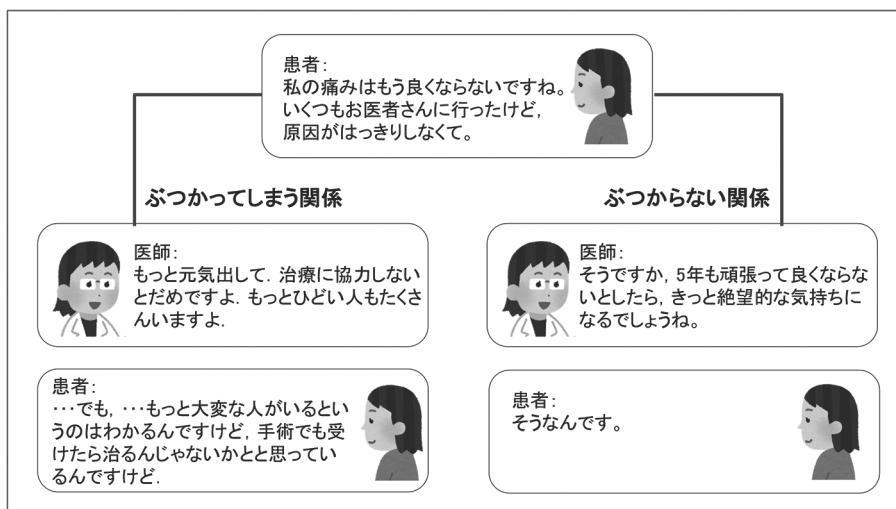 患者：
私の痛みはもう良くならないですね。
いくつもお医者さんに行ったけど,
原因がはっきりしなくて。
ぶつかってしまう関係
医師：
もっと元気出して. 治療に協力しない
とだめですよ. もっとひどい人もたくさ
んいますよ.
患者：
･･･でも, ･･･もっと大変な人がいるとい
うのはわかるんですけど, 手術でも受
けたら治るんじゃないかとと思ってい
るんですけど.
ぶつからない関係
医師：
そうですか, 5年も頑張って良くならな
いとしたら, きっと絶望的な気持ちに
なるでしょうね。
患者：
そうなんです。